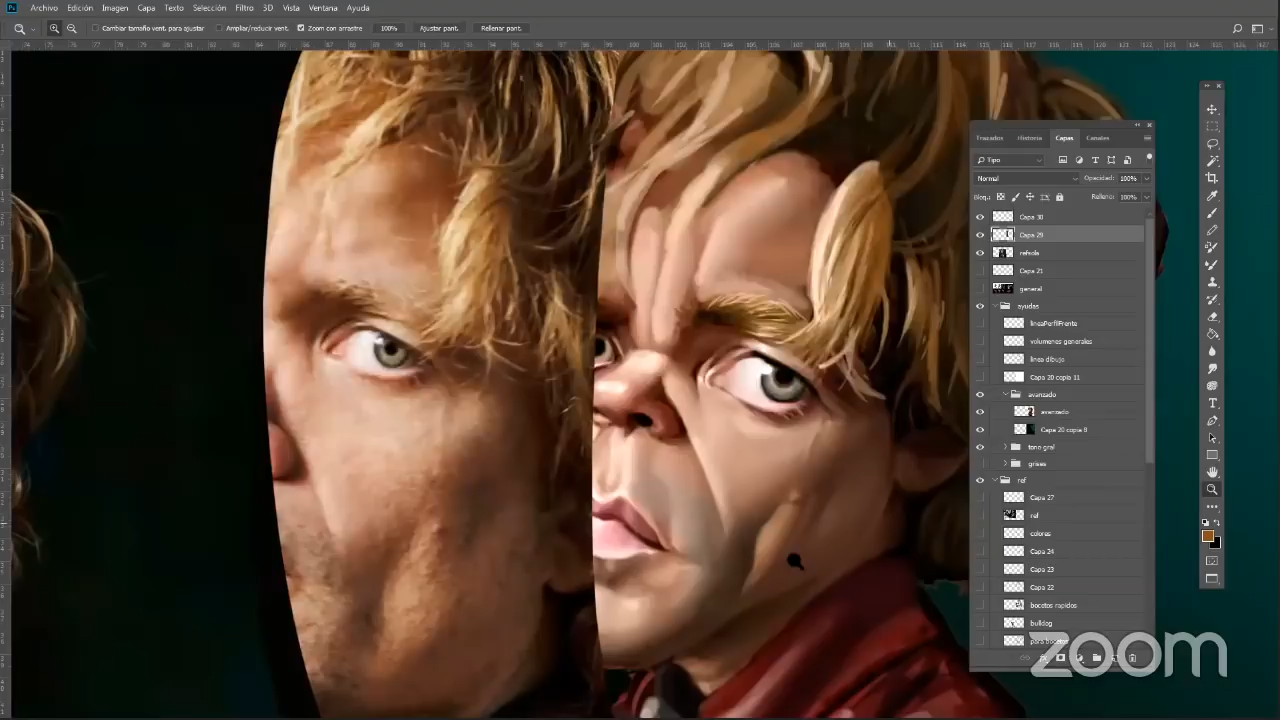 Ps Archivo Edición Imagen Capa Texto Selección Filtro 3D Vista Ventana Ayuda
Cambiar tamaño vent. para ajustar Ampliar/reducir vent. Zoom con arrastre 100% Ajustar pant. Rellenar pant.
Trazados Historia Capas Canales
Tipo
Normal Opacidad: 100%
Bloq.: Relleno: 100%
Capa 30
Capa 29
refsola
Capa 21
general
ayudas
lineaPerfilFrente
volumenes generales
linea dibujo
Capa 20 copia 11
avanzado
avanzado
Capa 20 copia 8
tono gral
grises
ref
Capa 27
ref
colores
Capa 24
Capa 23
Capa 22
bocetos rapidos
bulldog
zoom